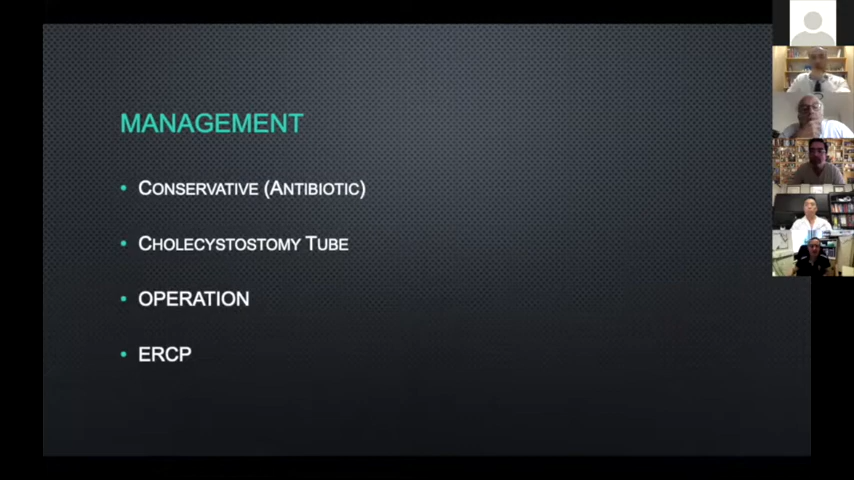 MANAGEMENT
• CONSERVATIVE (ANTIBIOTIC)
• CHOLECYSTOSTOMY TUBE
• OPERATION
• ERCP